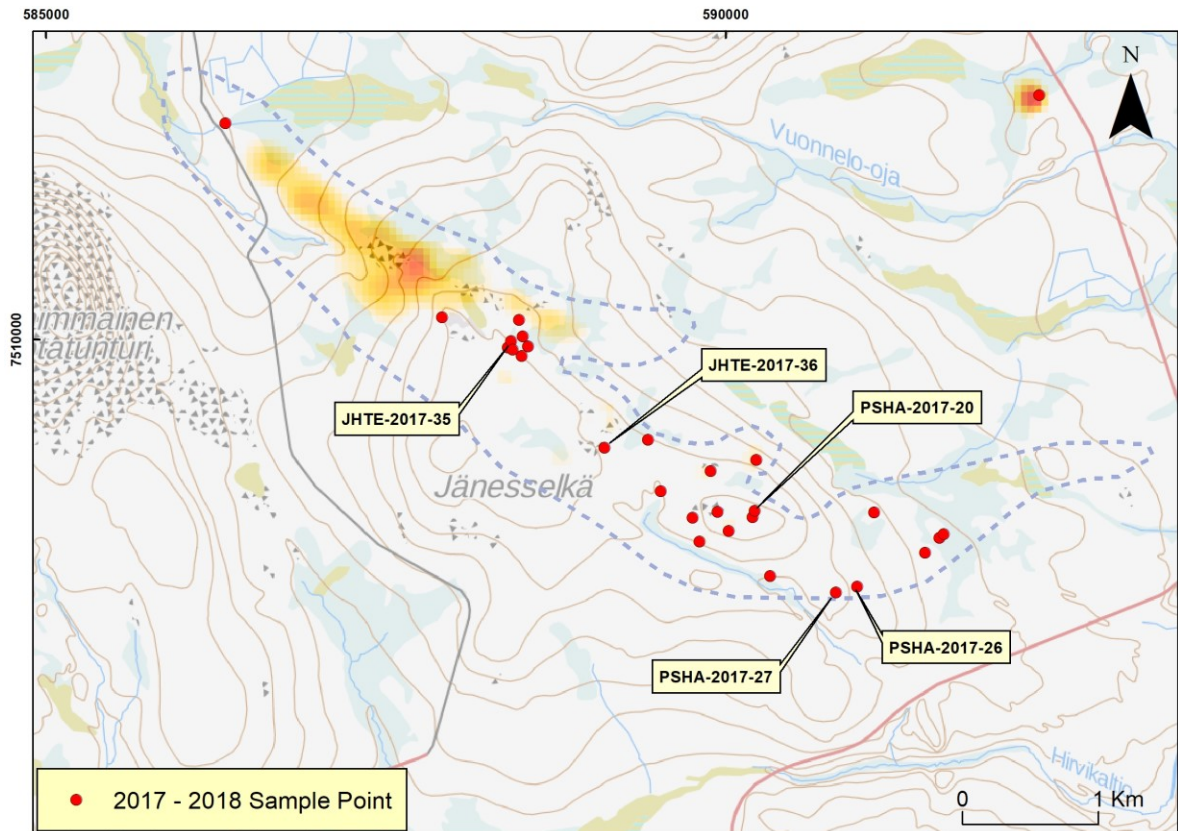 585000
590000
N
Vuonnelo-oja
7510000
immainen
tatunturi
JHTE-2017-36
PSHA-2017-20
JHTE-2017-35
Jänesselkä
PSHA-2017-26
PSHA-2017-27
Hirvikaltio
2017 - 2018 Sample Point
0 1 Km